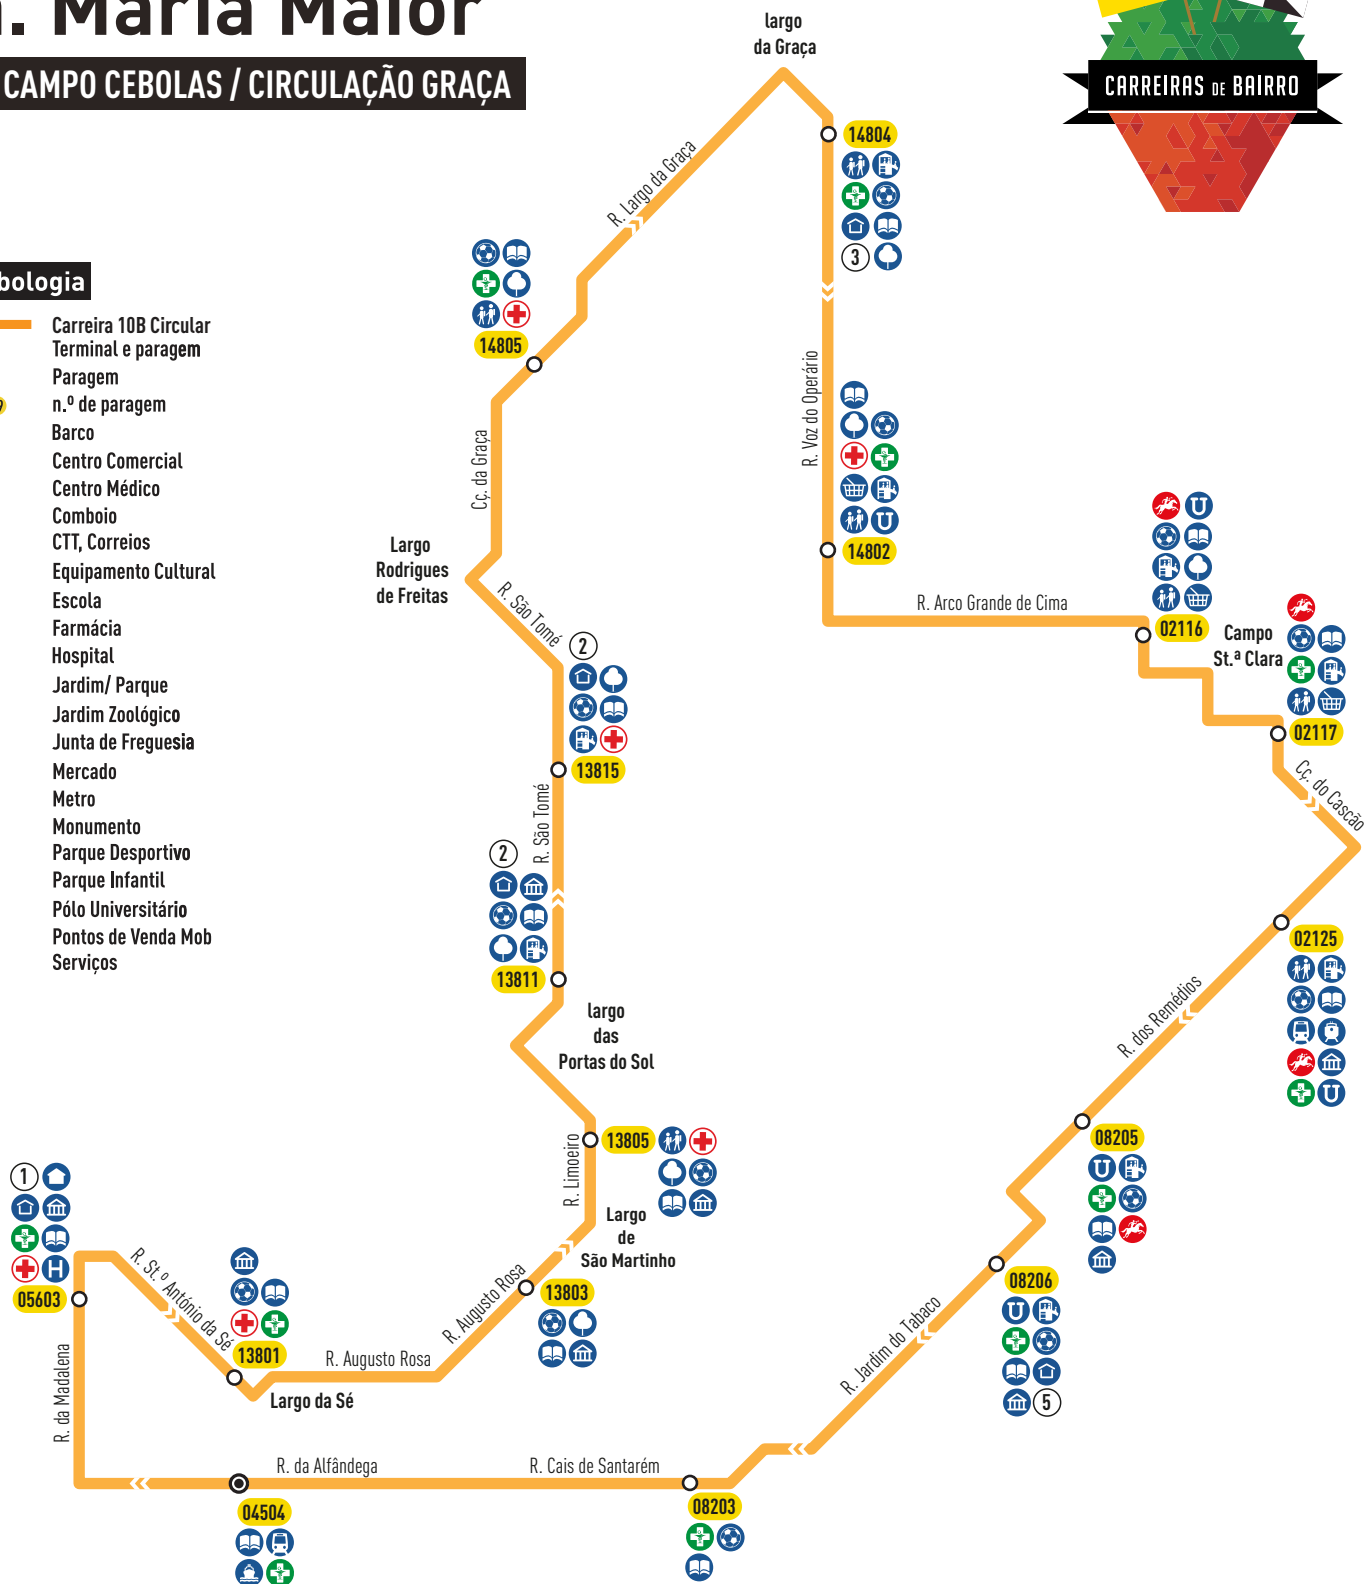 Maria Maior
CAMPO CEBOLAS / CIRCULAÇÃO GRAÇA
CARREIRAS DE BAIRRO
largo
da Graça
14804
3
R. Largo da Graça
14805
R. Voz do Operário
14802
Cç. da Graça
Largo
Rodrigues
de Freitas
R. São Tomé
2
13815
R. São Tomé
2
13811
largo
das
Portas do Sol
R. Arco Grande de Cima
02116
Campo
St.ª Clara
02117
Cç. do Cascão
02125
R. dos Remédios
08205
08206
5
R. Jardim do Tabaco
13805
R. Limoeiro
Largo
de
São Martinho
13803
R. Augusto Rosa
R. Augusto Rosa
1
05603
R. St.º António da Sé
13801
Largo da Sé
R. da Madalena
R. da Alfândega
R. Cais de Santarém
04504
08203
bologia
Carreira 10B Circular
Terminal e paragem
Paragem
n.º de paragem
Barco
Centro Comercial
Centro Médico
Comboio
CTT, Correios
Equipamento Cultural
Escola
Farmácia
Hospital
Jardim/ Parque
Jardim Zoológico
Junta de Freguesia
Mercado
Metro
Monumento
Parque Desportivo
Parque Infantil
Pólo Universitário
Pontos de Venda Mob
Serviços